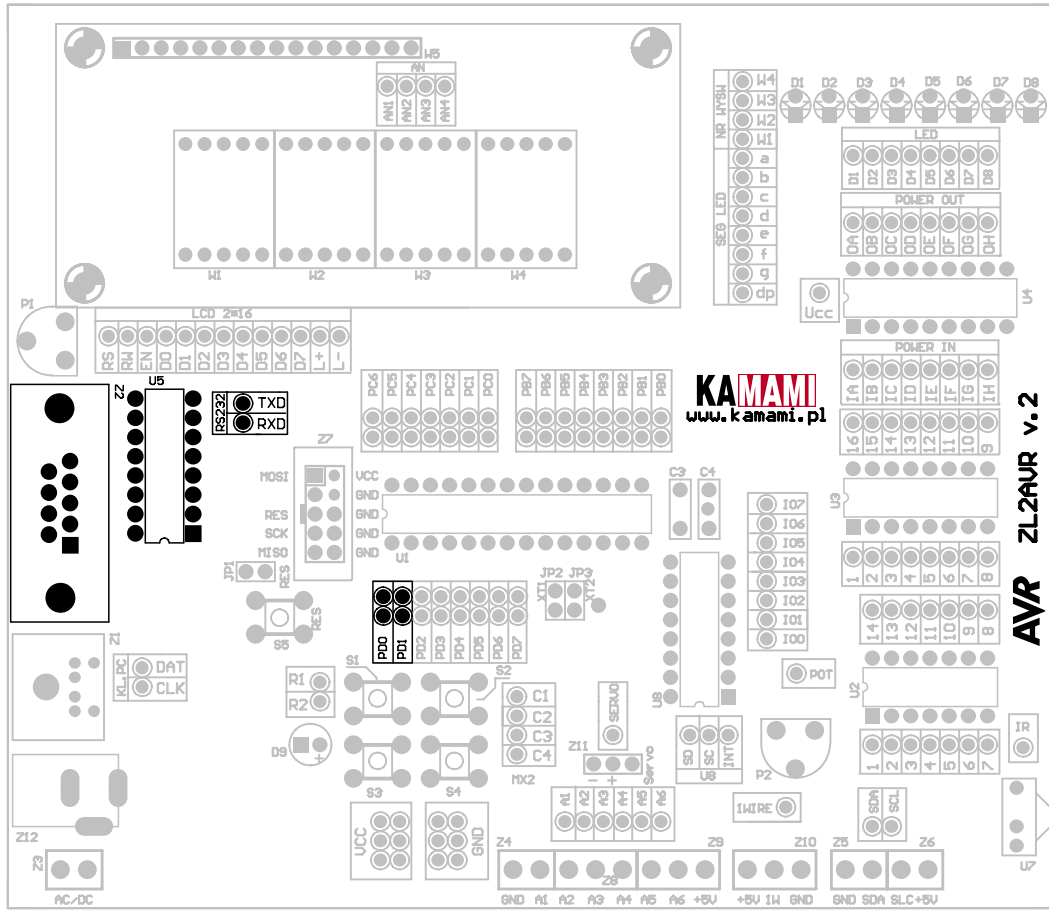 W5
AN
AN1 AN2 AN3 AN4
W1 W2 W3 W4
NR WYSW
W4
W3
W2
W1
SEG LED
a
b
c
d
e
f
g
dp
D1 D2 D3 D4 D5 D6 D7 D8
LED
D1 D2 D3 D4 D5 D6 D7 D8
POWER OUT
OA OB OC OD OE OF OG OH
Ucc
U4
P1
LCD 2*16
RS RW EN D0 D1 D2 D3 D4 D5 D6 D7 L+ L-
POWER IN
IA IB IC ID IE IF IG IH
Z2
U5
RS232
TXD
RXD
PC6 PC5 PC4 PC3 PC2 PC1 PC0
PB7 PB6 PB5 PB4 PB3 PB2 PB1 PB0
KAMAMI
www.kamami.pl
16 15 14 13 12 11 10 9
U3
1 2 3 4 5 6 7 8
AVR ZL2AVR v.2
Z7
MOSI VCC
GND
RES GND
SCK GND
MISO GND
U1
C3 C4
IO7
IO6
IO5
IO4
IO3
IO2
IO1
IO0
JP1
RES
S5
RES
JP2 JP3
XT1 XT2
PD0 PD1 PD2 PD3 PD4 PD5 PD6 PD7
14 13 12 11 10 9 8
U2
1 2 3 4 5 6 7
Z1
KL.PC
DAT
CLK
R1
R2
D9
+
S1 S2
S3 S4
C1
C2
C3
C4
MX2
SERVO
Z11
- + Servo
U8
SD SC INT
U8
POT
P2
IR
1WIRE
SDA SCL
U7
Z12
VCC
GND
A1 A2 A3 A4 A5 A6
Z3
AC/DC
Z4 Z8 Z9
GND A1 A2 A3 A4 A5 A6 +5V
Z10
+5V 1W GND
Z5 Z6
GND SDA SLC +5V